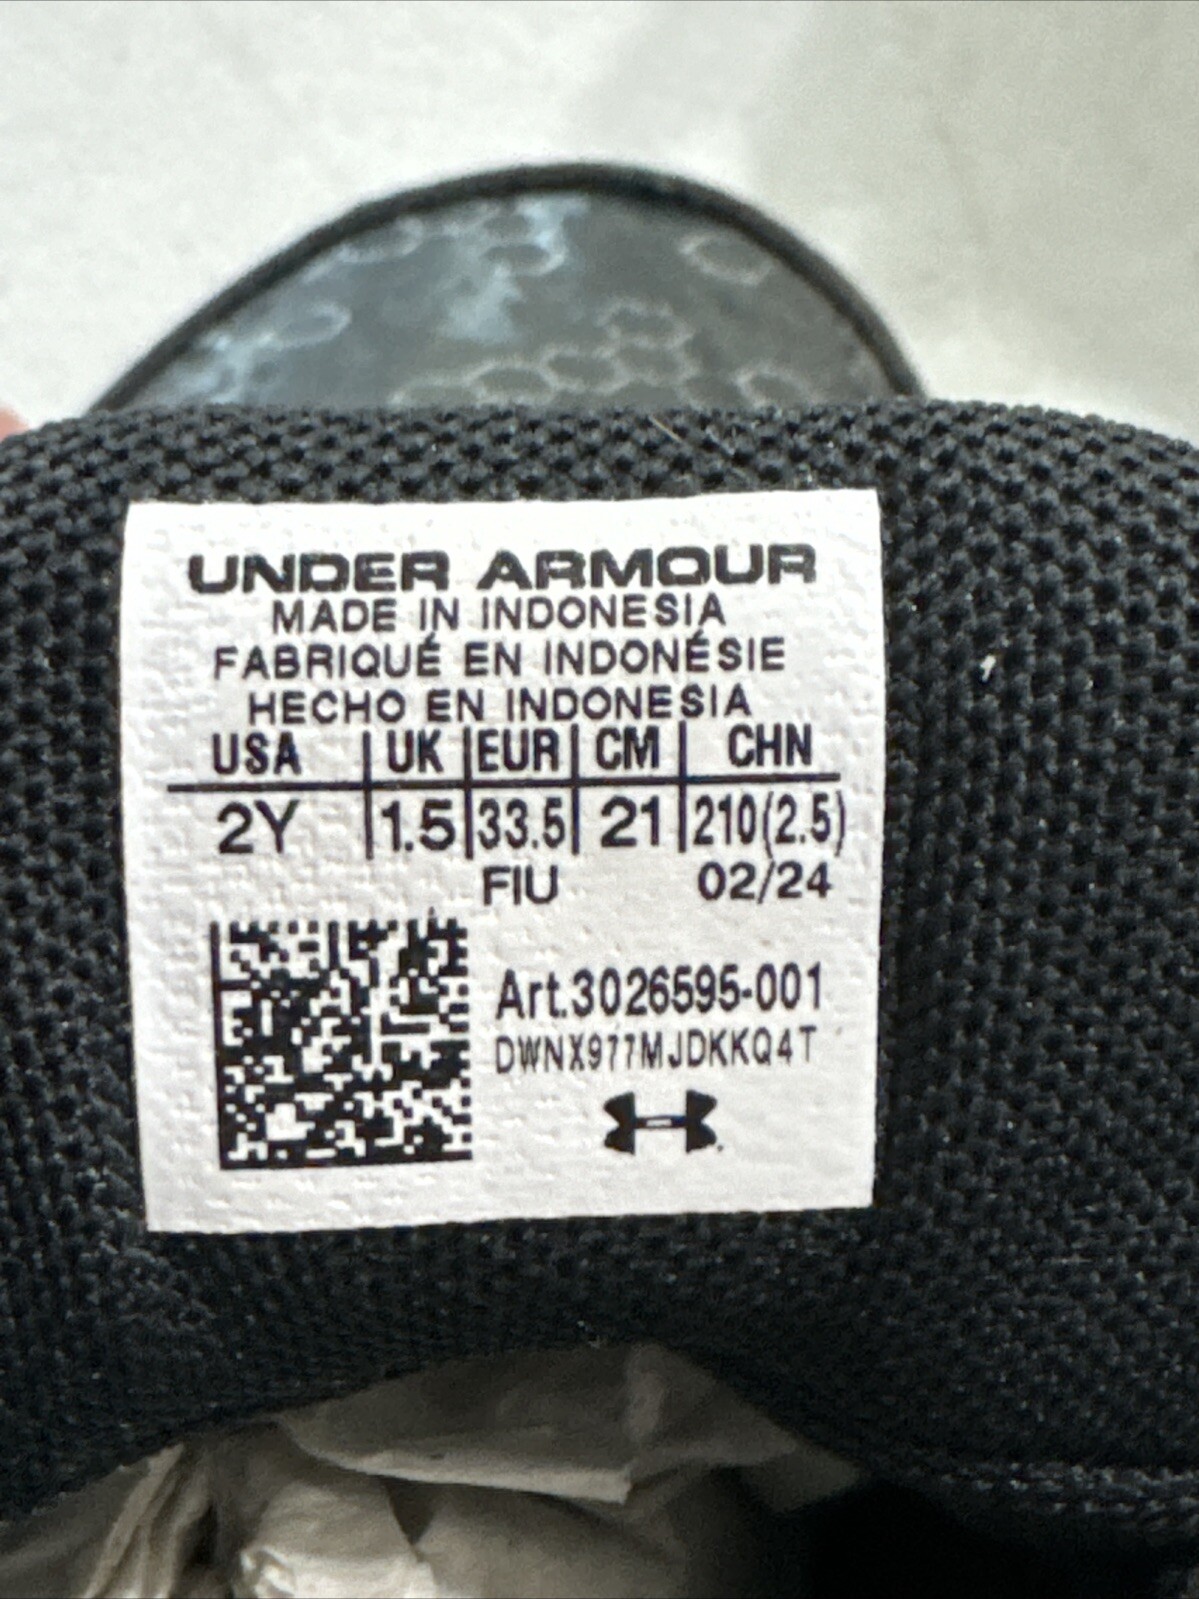 UNDER ARMOUR
MADE IN INDONESIA
FABRIQUÉ EN INDONÉSIE
HECHO EN INDONESIA
USA | UK | EUR | CM | CHN
2Y | 1.5 | 33.5 | 21 | 210(2.5)
FIU 02/24
Art.3026595-001
DWNX977MJDKKQ4T